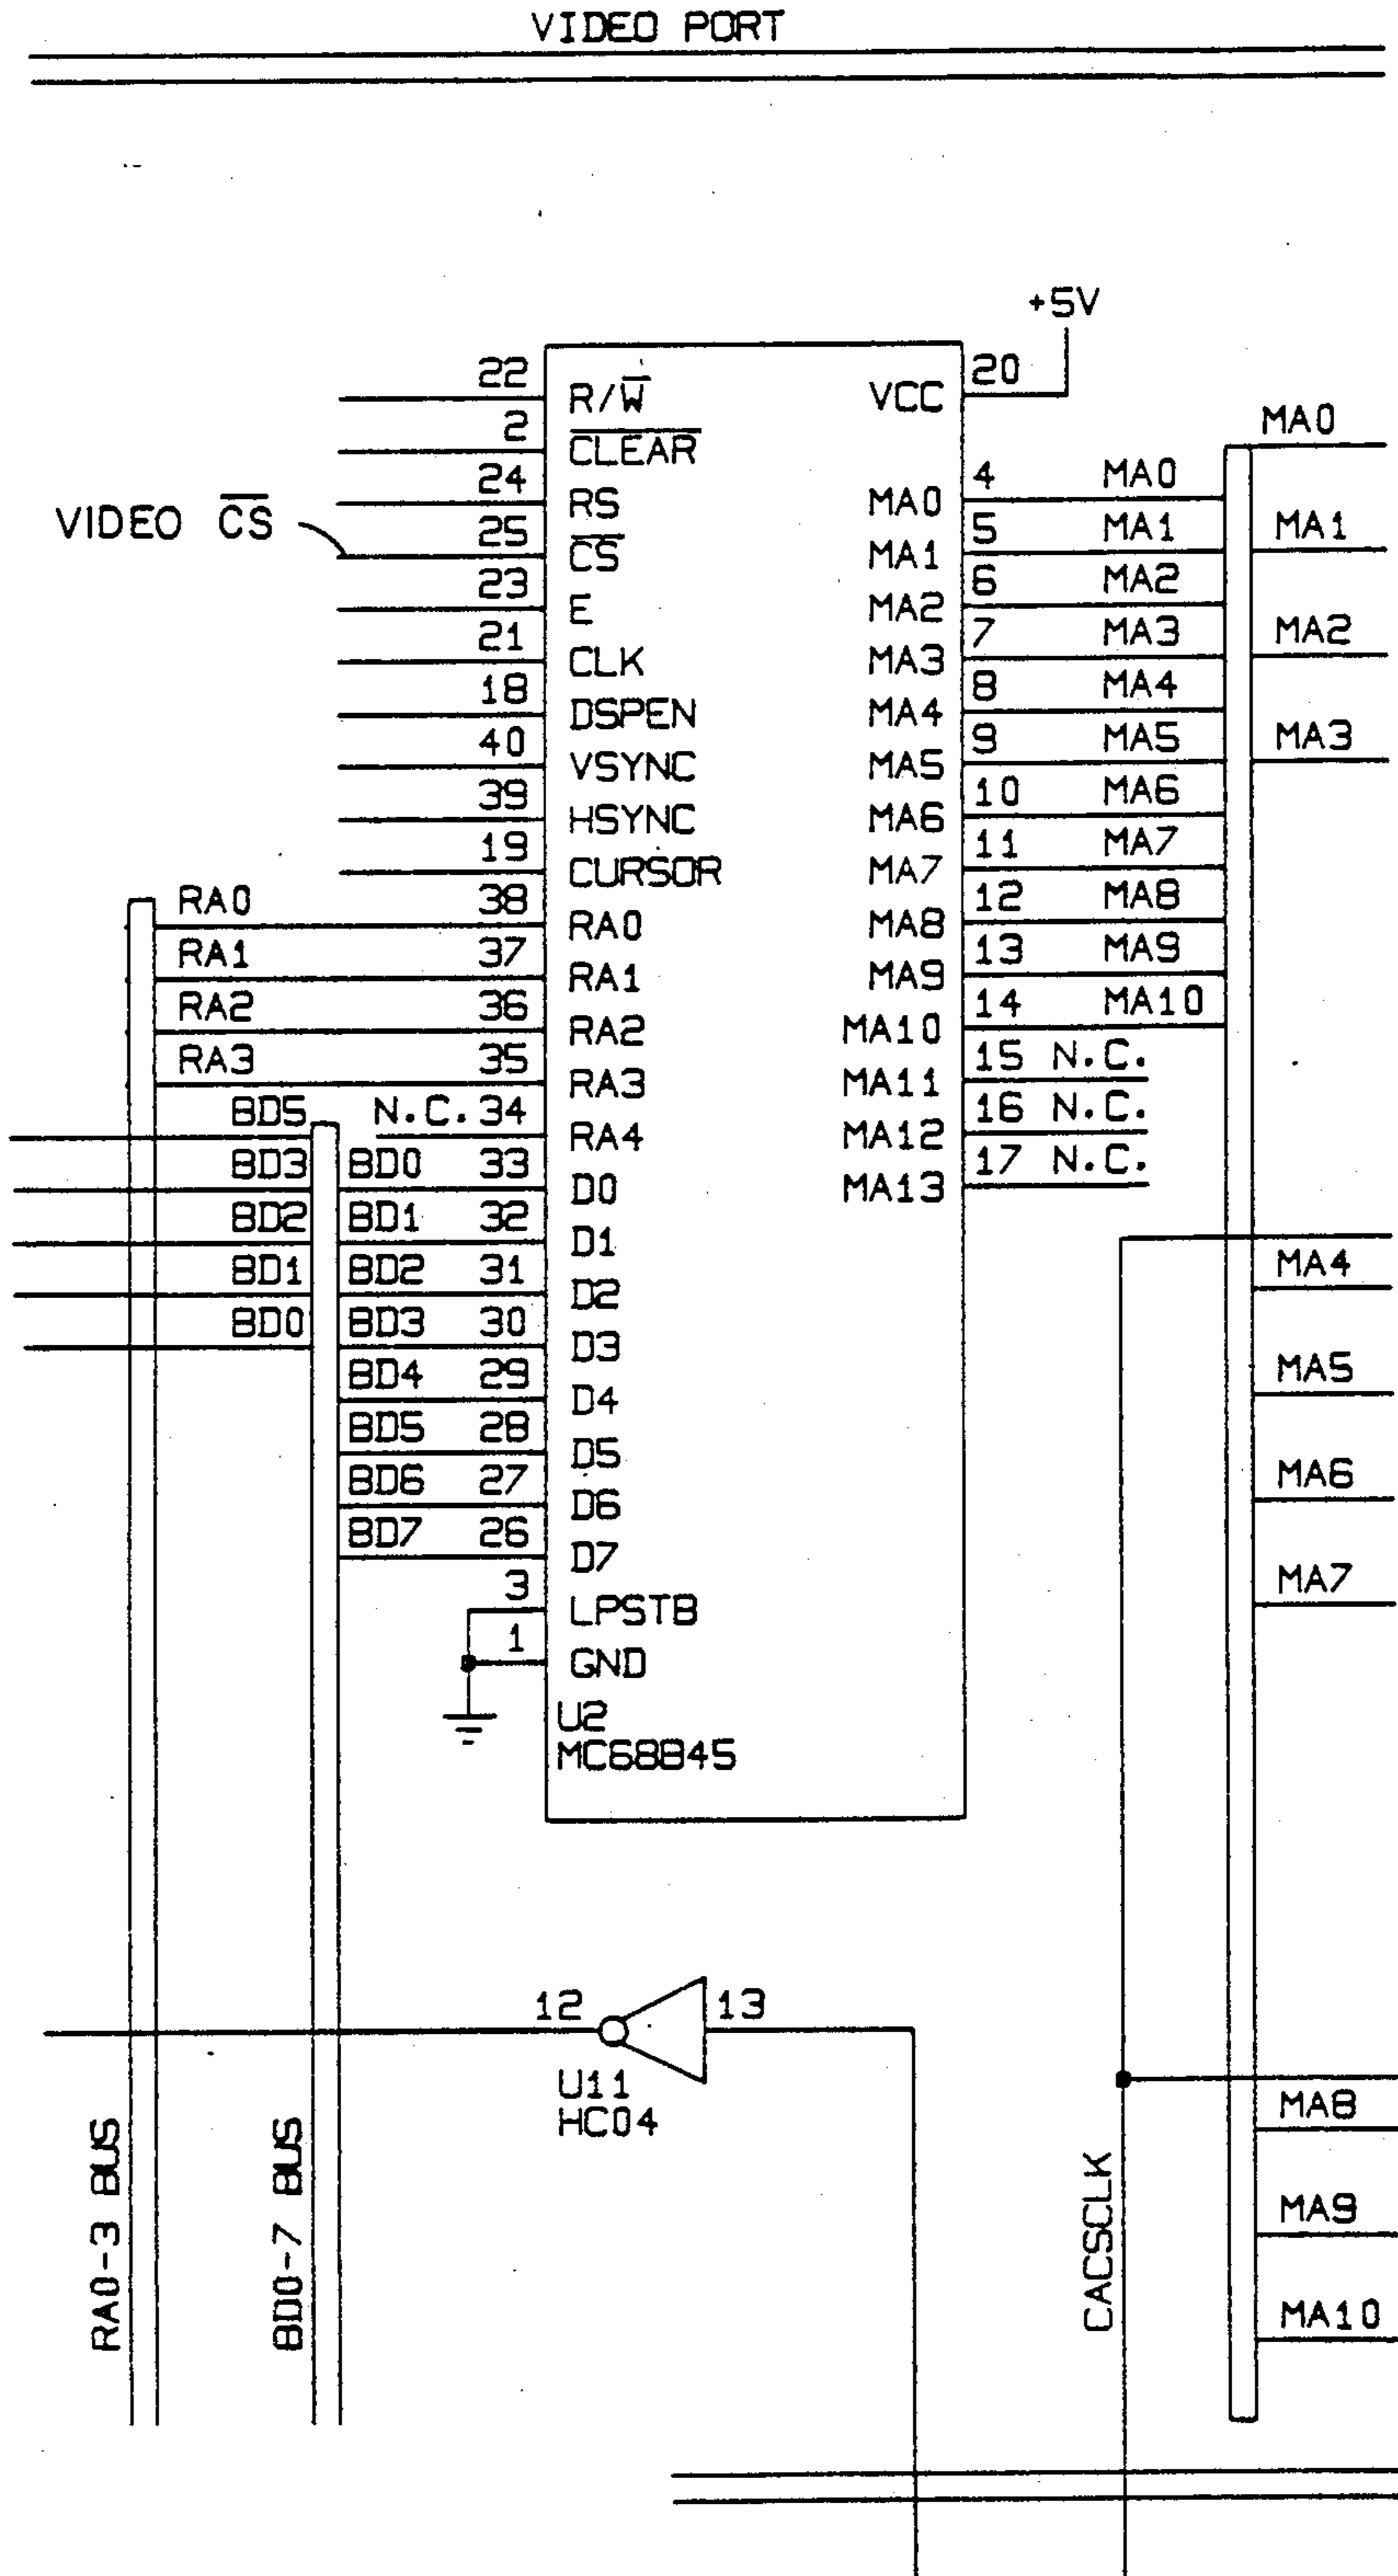 VIDEO PORT
+5V
22 R/W̅ VCC 20
2 C̅L̅E̅A̅R̅
MA0
24 RS MA0 4 MA0
VIDEO C̅S̅
25 C̅S̅ MA1 5 MA1 MA1
23 E MA2 6 MA2
21 CLK MA3 7 MA3 MA2
18 DSPEN MA4 8 MA4
40 VSYNC MA5 9 MA5 MA3
39 HSYNC MA6 10 MA6
19 CURSOR MA7 11 MA7
RA0 38 RA0 MA8 12 MA8
RA1 37 RA1 MA9 13 MA9
RA2 36 RA2 MA10 14 MA10
RA3 35 RA3 MA11 15 N.C.
BD5 N.C. 34 RA4 MA12 16 N.C.
BD3 BD0 33 D0 MA13 17 N.C.
BD2 BD1 32 D1
BD1 BD2 31 D2 MA4
BD0 BD3 30 D3
BD4 29 D4 MA5
BD5 28 D5
BD6 27 D6 MA6
BD7 26 D7
3 LPSTB MA7
1 GND
U2
MC68B45
12 13
U11
HC04
MA8
MA9
MA10
RA0-3 BUS
BD0-7 BUS
CACSCLK